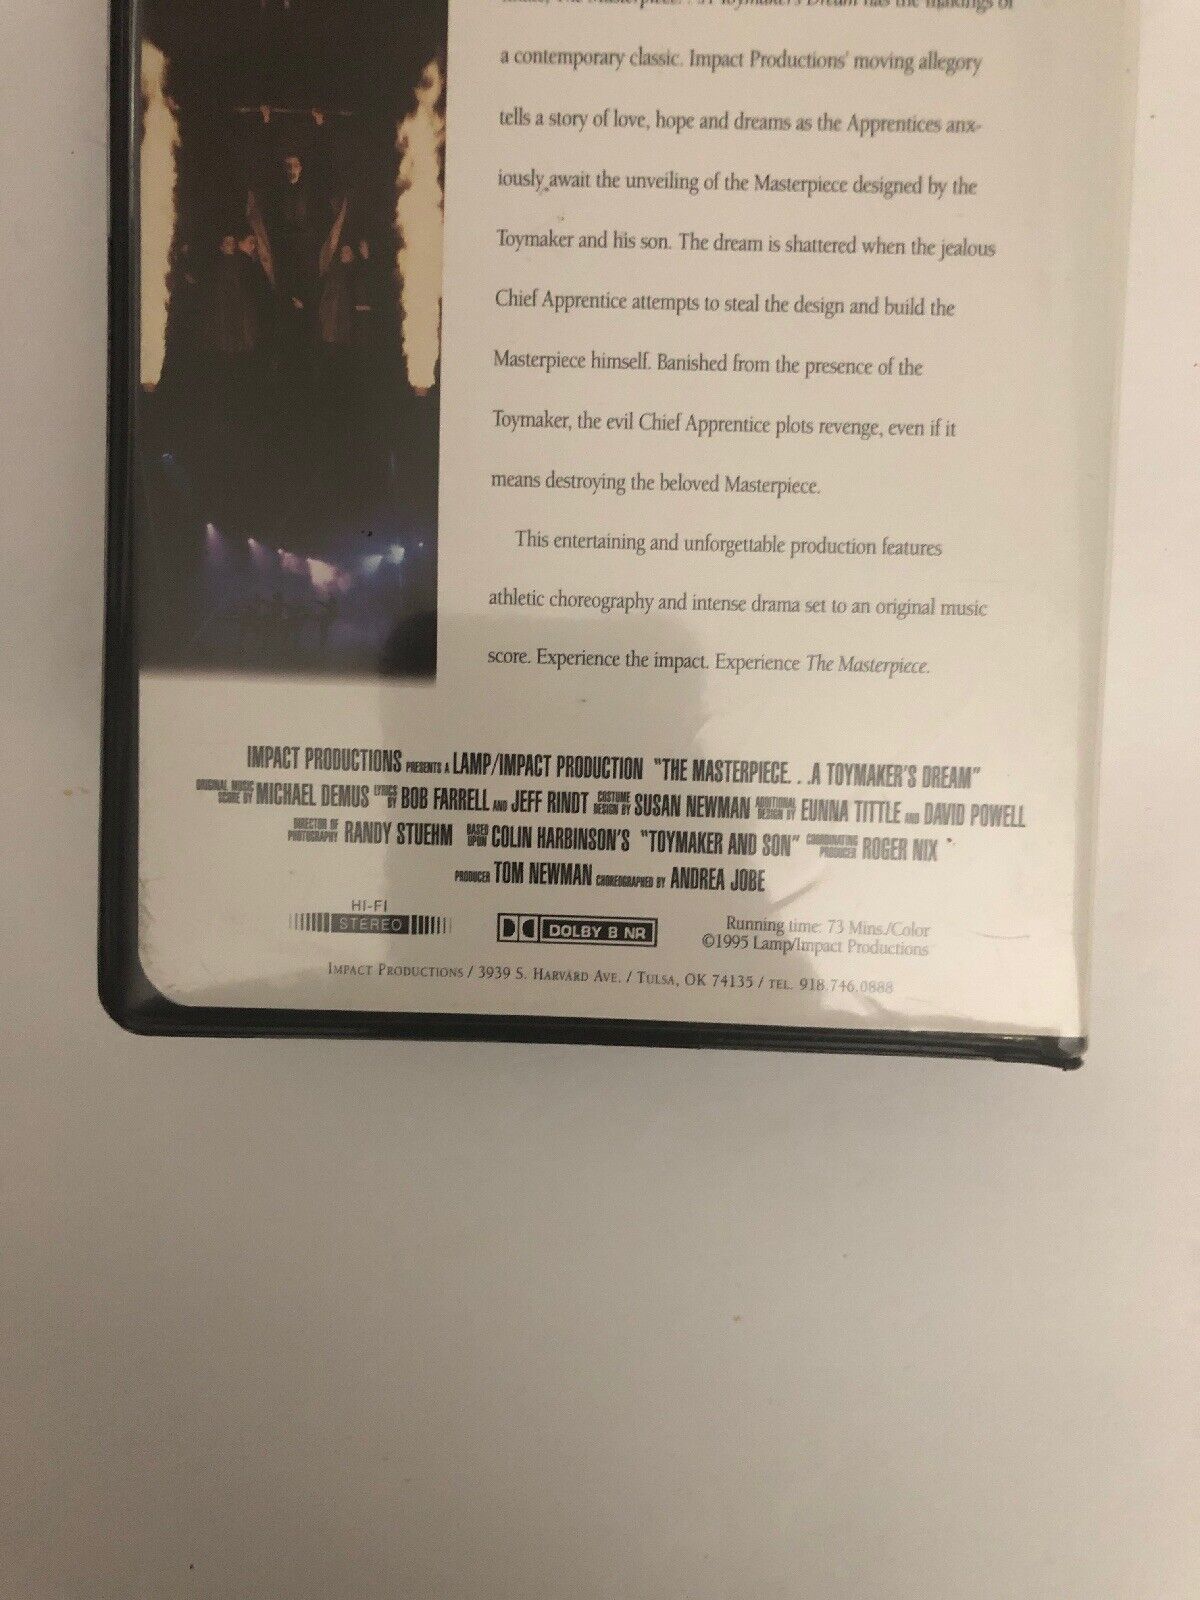 The Masterpiece. . .A Toymaker's Dream has the makings of
a contemporary classic. Impact Productions' moving allegory
tells a story of love, hope and dreams as the Apprentices anx-
iously await the unveiling of the Masterpiece designed by the
Toymaker and his son. The dream is shattered when the jealous
Chief Apprentice attempts to steal the design and build the
Masterpiece himself. Banished from the presence of the
Toymaker, the evil Chief Apprentice plots revenge, even if it
means destroying the beloved Masterpiece.
This entertaining and unforgettable production features
athletic choreography and intense drama set to an original music
score. Experience the impact. Experience The Masterpiece.
IMPACT PRODUCTIONS PRESENTS A LAMP/IMPACT PRODUCTION "THE MASTERPIECE. . .A TOYMAKER'S DREAM"
ORIGINAL MUSIC SCORE BY MICHAEL DEMUS LYRICS BY BOB FARRELL AND JEFF RINDT COSTUME DESIGN BY SUSAN NEWMAN ADDITIONAL DESIGN BY EUNNA TITTLE AND DAVID POWELL
DIRECTOR OF PHOTOGRAPHY RANDY STUEHM BASED UPON COLIN HARBINSON'S "TOYMAKER AND SON" COORDINATING PRODUCER ROGER NIX
PRODUCER TOM NEWMAN CHOREOGRAPHED BY ANDREA JOBE
HI-FI
STEREO
DOLBY B NR
Running time: 73 Mins./Color
©1995 Lamp/Impact Productions
IMPACT PRODUCTIONS / 3939 S. HARVARD AVE. / TULSA, OK 74135 / TEL. 918.746.0888